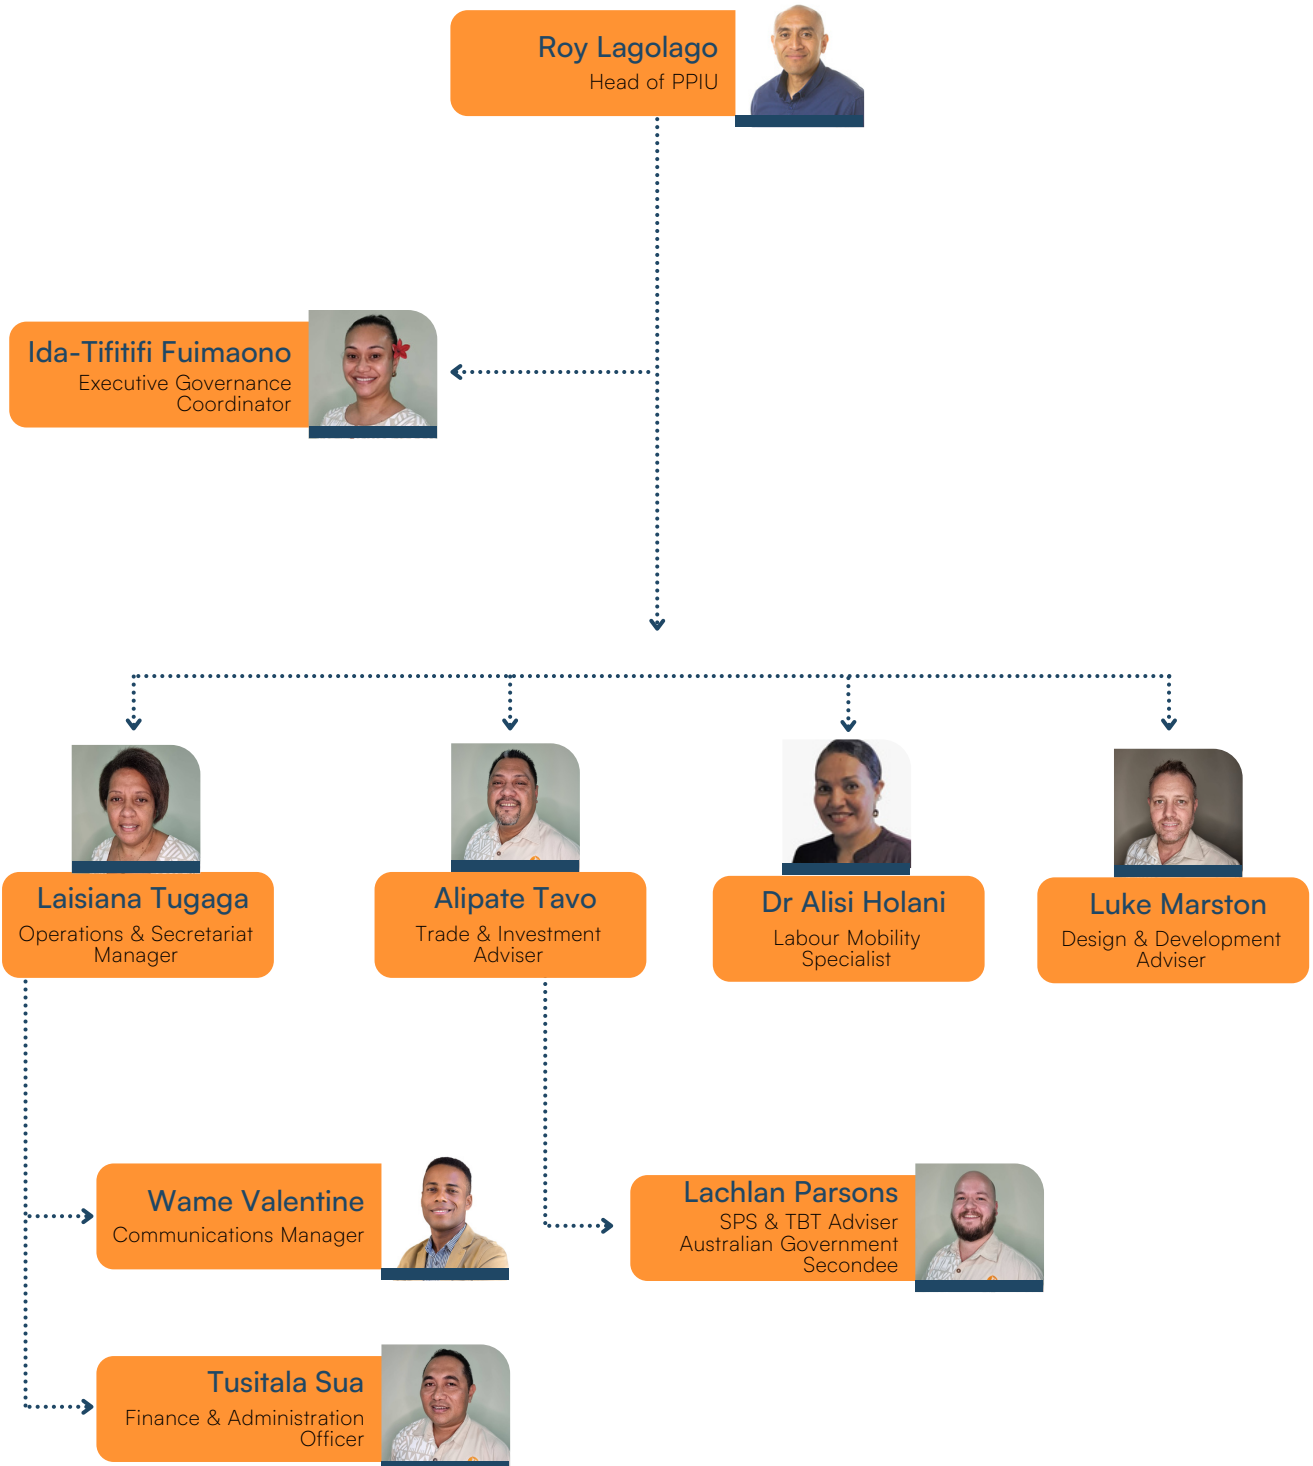 Roy Lagolago
Head of PPIU
Ida-Tifitifi Fuimaono
Executive Governance
Coordinator
Laisiana Tugaga
Operations & Secretariat
Manager
Alipate Tavo
Trade & Investment
Adviser
Dr Alisi Holani
Labour Mobility
Specialist
Luke Marston
Design & Development
Adviser
Wame Valentine
Communications Manager
Lachlan Parsons
SPS & TBT Adviser
Australian Government
Secondee
Tusitala Sua
Finance & Administration
Officer